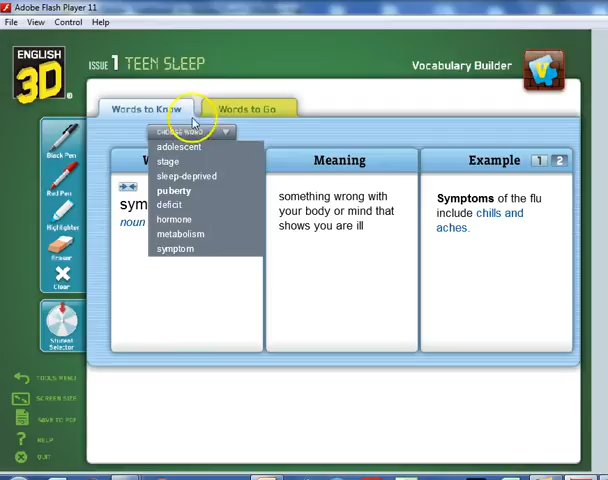 Adobe Flash Player 11
File View Control Help
ENGLISH
3D
ISSUE 1 TEEN SLEEP
Vocabulary Builder
V
Words to Know
Words to Go
CHOOSE WORD
adolescent
stage
sleep-deprived
puberty
deficit
hormone
metabolism
symptom
W
sym
noun
Meaning
something wrong with
your body or mind that
shows you are ill
Example 1 2
Symptoms of the flu
include chills and
aches.
Black Pen
Red Pen
Highlighter
Eraser
Clear
Student
Selector
TOOLS MENU
SCREEN SIZE
SAVE TO PDF
HELP
QUIT